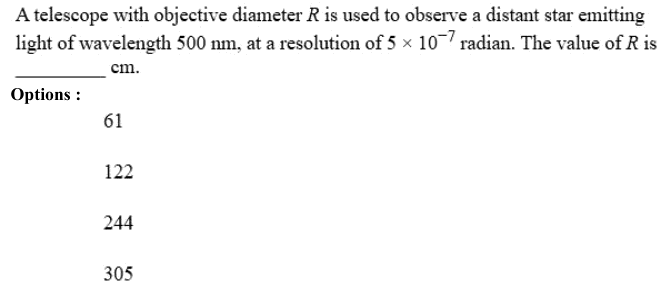 A telescope with objective diameter R is used to observe a distant star emitting
light of wavelength 500 nm, at a resolution of 5 × 10⁻⁷ radian. The value of R is
__________ cm.
Options :
61
122
244
305